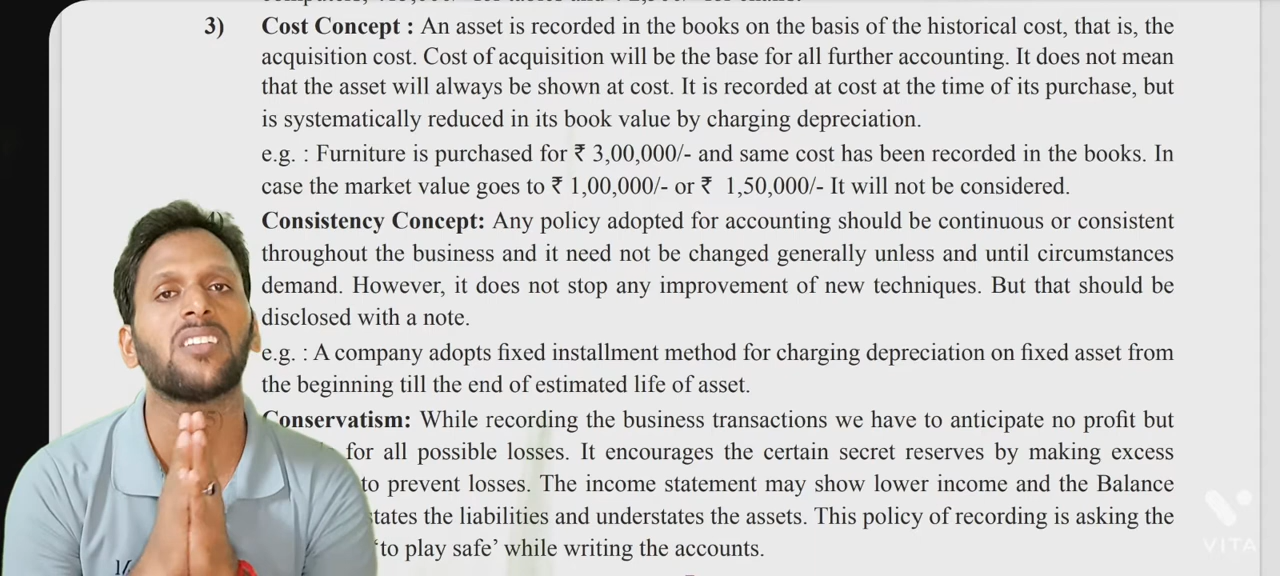 3) Cost Concept : An asset is recorded in the books on the basis of the historical cost, that is, the
acquisition cost. Cost of acquisition will be the base for all further accounting. It does not mean
that the asset will always be shown at cost. It is recorded at cost at the time of its purchase, but
is systematically reduced in its book value by charging depreciation.
e.g. : Furniture is purchased for ₹ 3,00,000/- and same cost has been recorded in the books. In
case the market value goes to ₹ 1,00,000/- or ₹ 1,50,000/- It will not be considered.
Consistency Concept: Any policy adopted for accounting should be continuous or consistent
throughout the business and it need not be changed generally unless and until circumstances
demand. However, it does not stop any improvement of new techniques. But that should be
disclosed with a note.
e.g. : A company adopts fixed installment method for charging depreciation on fixed asset from
the beginning till the end of estimated life of asset.
Conservatism: While recording the business transactions we have to anticipate no profit but
for all possible losses. It encourages the certain secret reserves by making excess
to prevent losses. The income statement may show lower income and the Balance
the liabilities and understates the assets. This policy of recording is asking the
‘to play safe’ while writing the accounts.
VITA